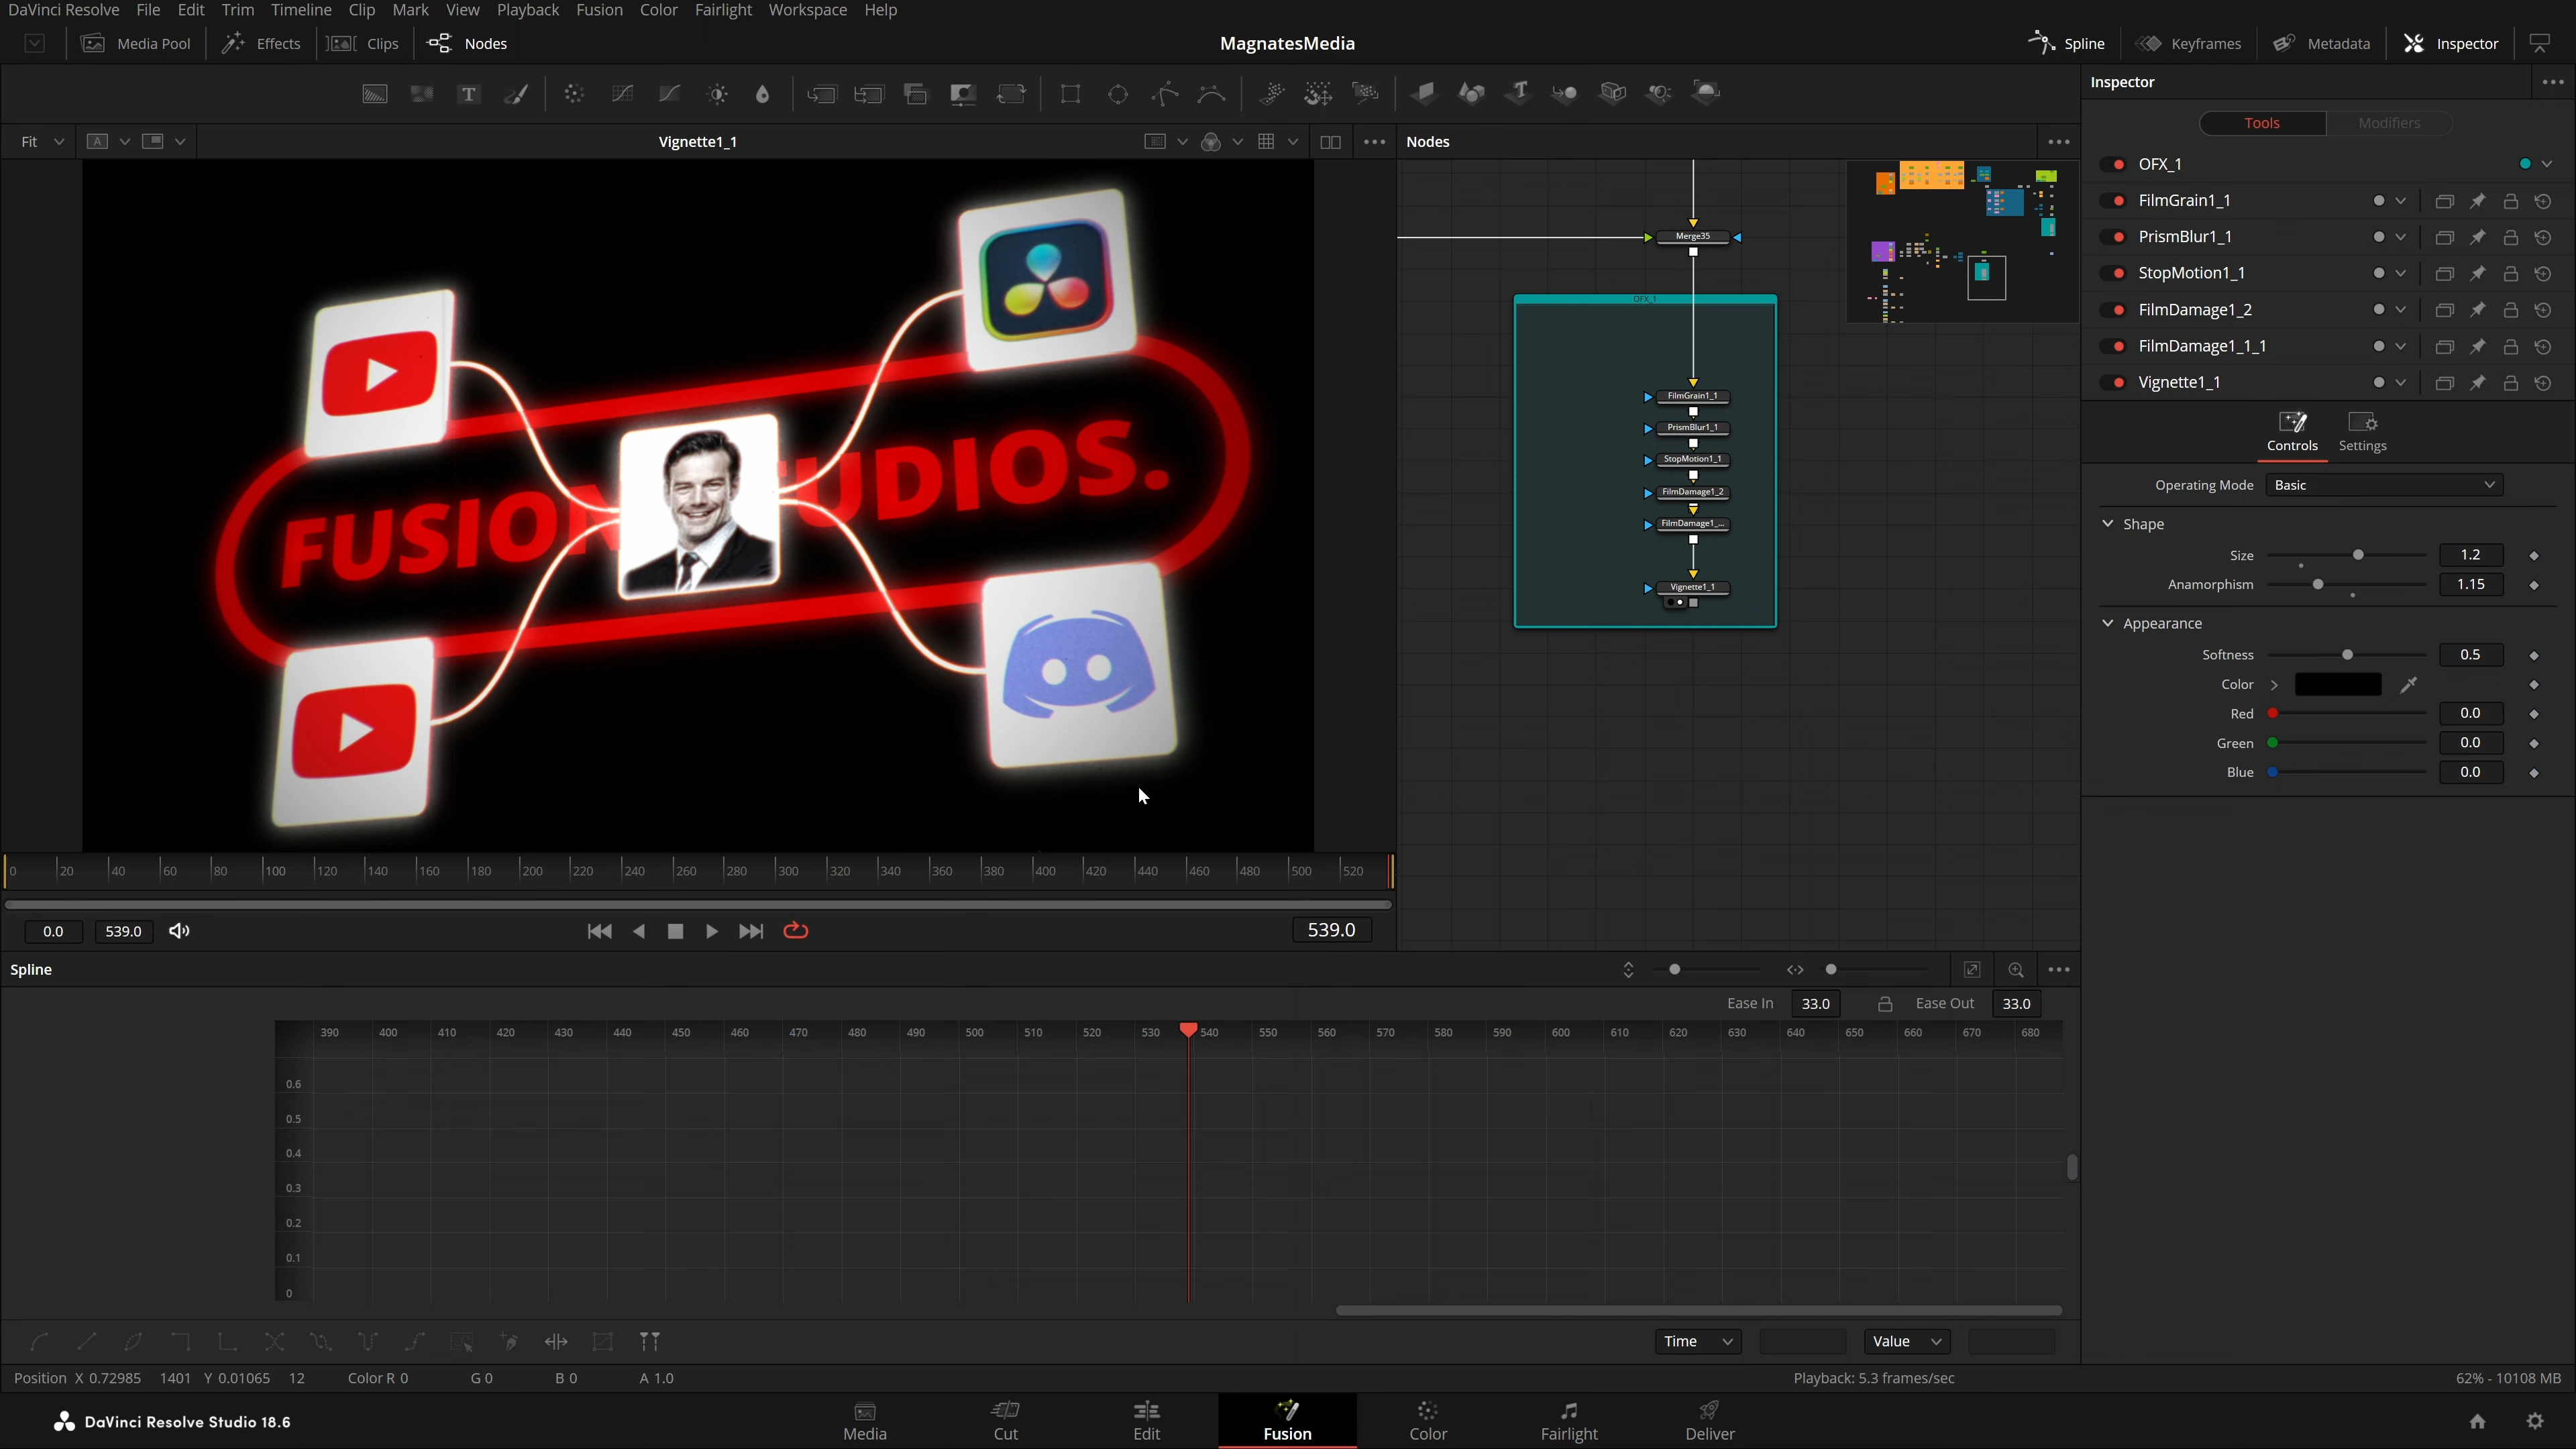 DaVinci Resolve File Edit Trim Timeline Clip Mark View Playback Fusion Color Fairlight Workspace Help
Media Pool Effects Clips Nodes MagnatesMedia Spline Keyframes Metadata Inspector
Inspector
Tools Modifiers
Fit A Vignette1_1 Nodes
OFX_1
FilmGrain1_1
PrismBlur1_1
StopMotion1_1
FilmDamage1_2
FilmDamage1_1_1
Vignette1_1
Controls Settings
Operating Mode Basic
Shape
Size 1.2
Anamorphism 1.15
Appearance
Softness 0.5
Color
Red 0.0
Green 0.0
Blue 0.0
FUSION UDIOS.
Merge35
OFX_1
FilmGrain1_1
PrismBlur1_1
StopMotion1_1
FilmDamage1_2
FilmDamage1_...
Vignette1_1
0 20 40 60 80 100 120 140 160 180 200 220 240 260 280 300 320 340 360 380 400 420 440 460 480 500 520
0.0 539.0 539.0
Spline
Ease In 33.0 Ease Out 33.0
390 400 410 420 430 440 450 460 470 480 490 500 510 520 530 540 550 560 570 580 590 600 610 620 630 640 650 660 670 680
0.6
0.5
0.4
0.3
0.2
0.1
0
Time Value
Position X 0.72985 1401 Y 0.01065 12 Color R 0 G 0 B 0 A 1.0 Playback: 5.3 frames/sec 62% - 10108 MB
DaVinci Resolve Studio 18.6 Media Cut Edit Fusion Color Fairlight Deliver